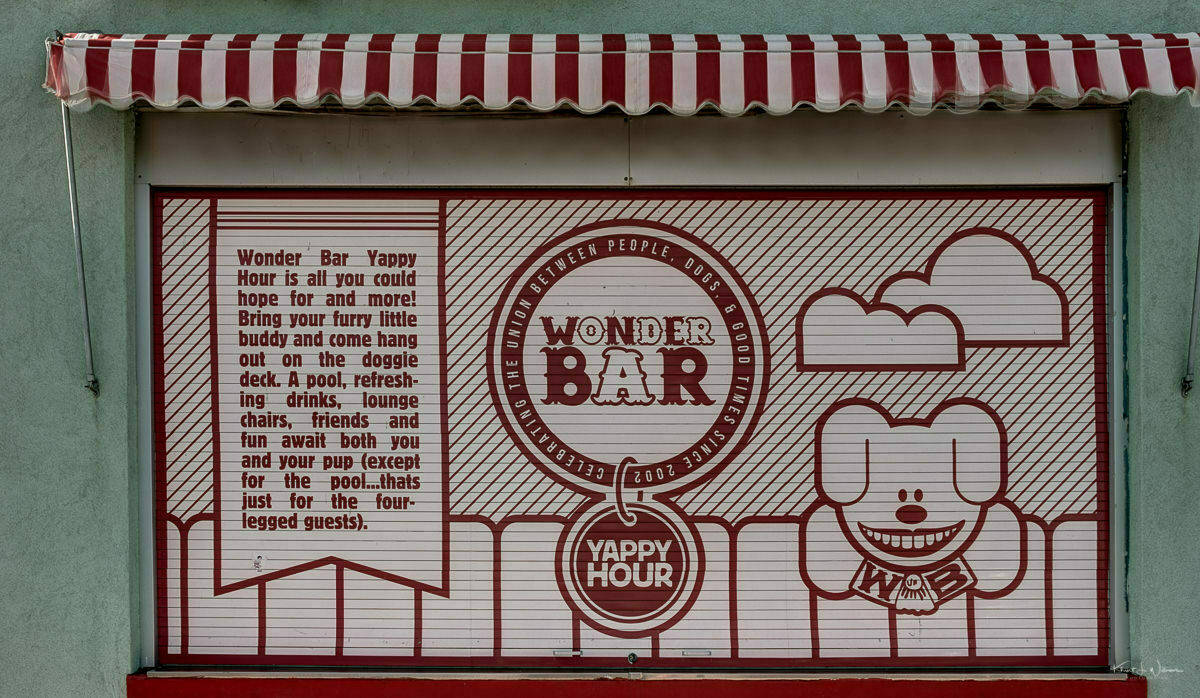 Wonder Bar Yappy
Hour is all you could
hope for and more!
Bring your furry little
buddy and come hang
out on the doggie
deck. A pool, refresh-
ing drinks, lounge
chairs, friends and
fun await both you
and your pup (except
for the pool...thats
just for the four-
legged guests).
CELEBRATING THE UNION BETWEEN PEOPLE, DOGS, & GOOD TIMES SINCE 2002
WONDER
BAR
YAPPY
HOUR
W B